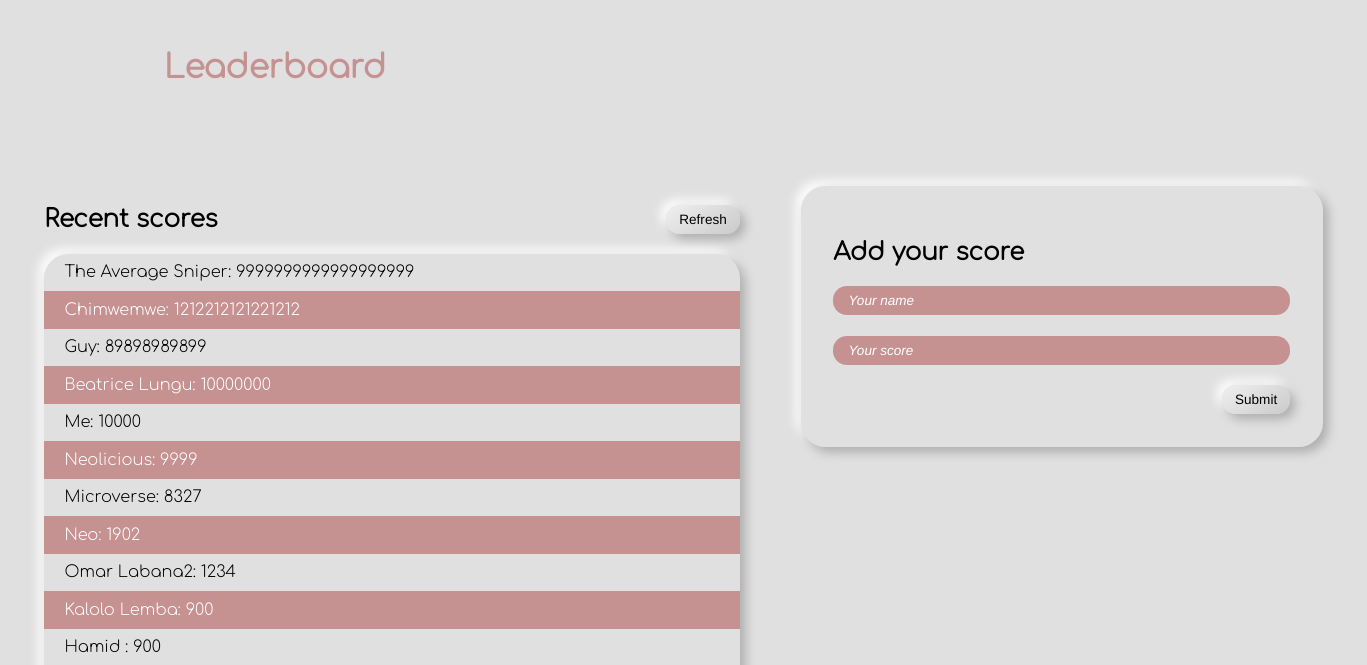 Leaderboard
Recent scores
Refresh
The Average Sniper: 9999999999999999999
Chimwemwe: 1212212121221212
Guy: 89898989899
Beatrice Lungu: 10000000
Me: 10000
Neolicious: 9999
Microverse: 8327
Neo: 1902
Omar Labana2: 1234
Kalolo Lemba: 900
Hamid : 900
Add your score
Your name
Your score
Submit